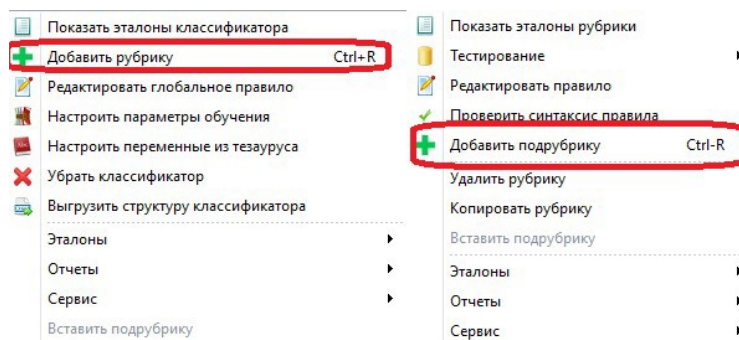 Показать эталоны классификатора
Добавить рубрику Ctrl+R
Редактировать глобальное правило
Настроить параметры обучения
Настроить переменные из тезауруса
Убрать классификатор
Выгрузить структуру классификатора
Эталоны
Отчеты
Сервис
Вставить подрубрику
Показать эталоны рубрики
Тестирование
Редактировать правило
Проверить синтаксис правила
Добавить подрубрику Ctrl-R
Удалить рубрику
Копировать рубрику
Вставить подрубрику
Эталоны
Отчеты
Сервис